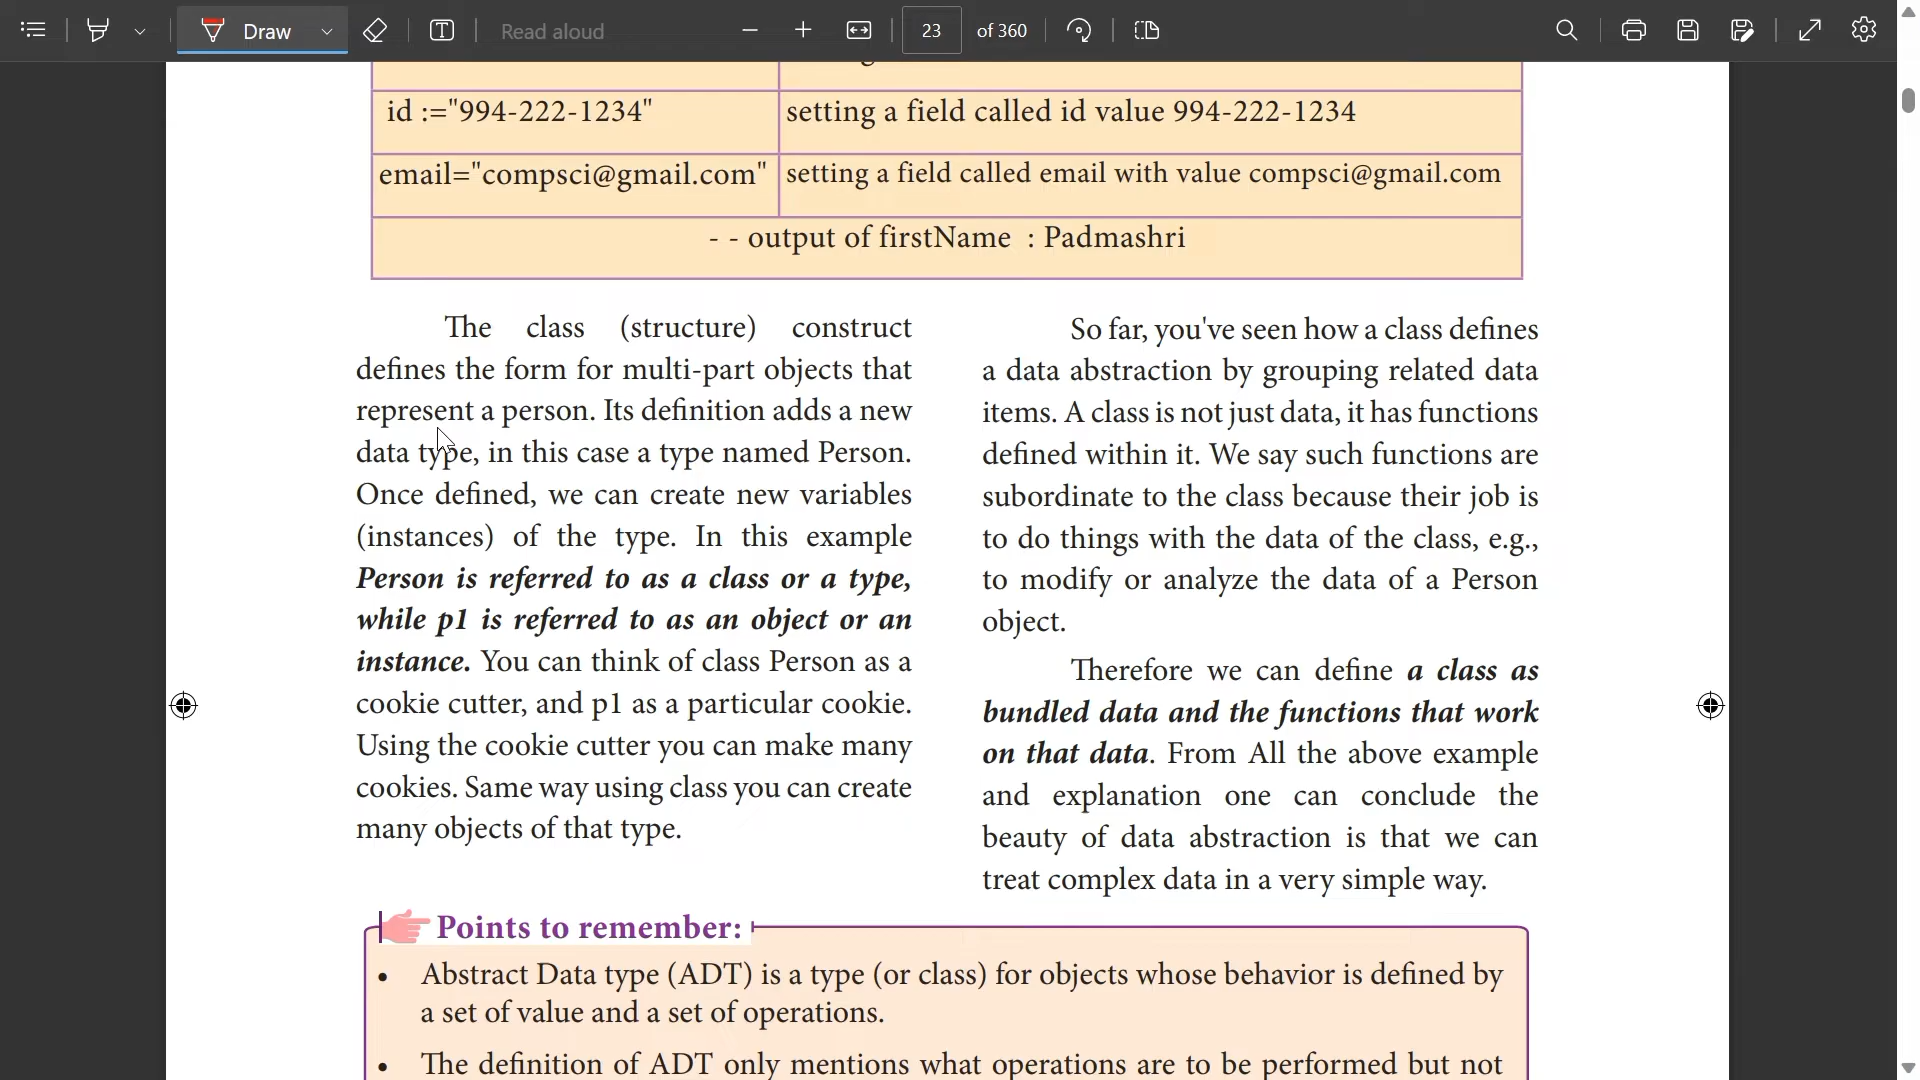 Draw
Read aloud
23 of 360
id :="994-222-1234" setting a field called id value 994-222-1234
email="compsci@gmail.com" setting a field called email with value compsci@gmail.com
- - output of firstName : Padmashri
The class (structure) construct
defines the form for multi-part objects that
represent a person. Its definition adds a new
data type, in this case a type named Person.
Once defined, we can create new variables
(instances) of the type. In this example
Person is referred to as a class or a type,
while p1 is referred to as an object or an
instance. You can think of class Person as a
cookie cutter, and p1 as a particular cookie.
Using the cookie cutter you can make many
cookies. Same way using class you can create
many objects of that type.
So far, you've seen how a class defines
a data abstraction by grouping related data
items. A class is not just data, it has functions
defined within it. We say such functions are
subordinate to the class because their job is
to do things with the data of the class, e.g.,
to modify or analyze the data of a Person
object.
Therefore we can define a class as
bundled data and the functions that work
on that data. From All the above example
and explanation one can conclude the
beauty of data abstraction is that we can
treat complex data in a very simple way.
Points to remember:
• Abstract Data type (ADT) is a type (or class) for objects whose behavior is defined by
a set of value and a set of operations.
• The definition of ADT only mentions what operations are to be performed but not